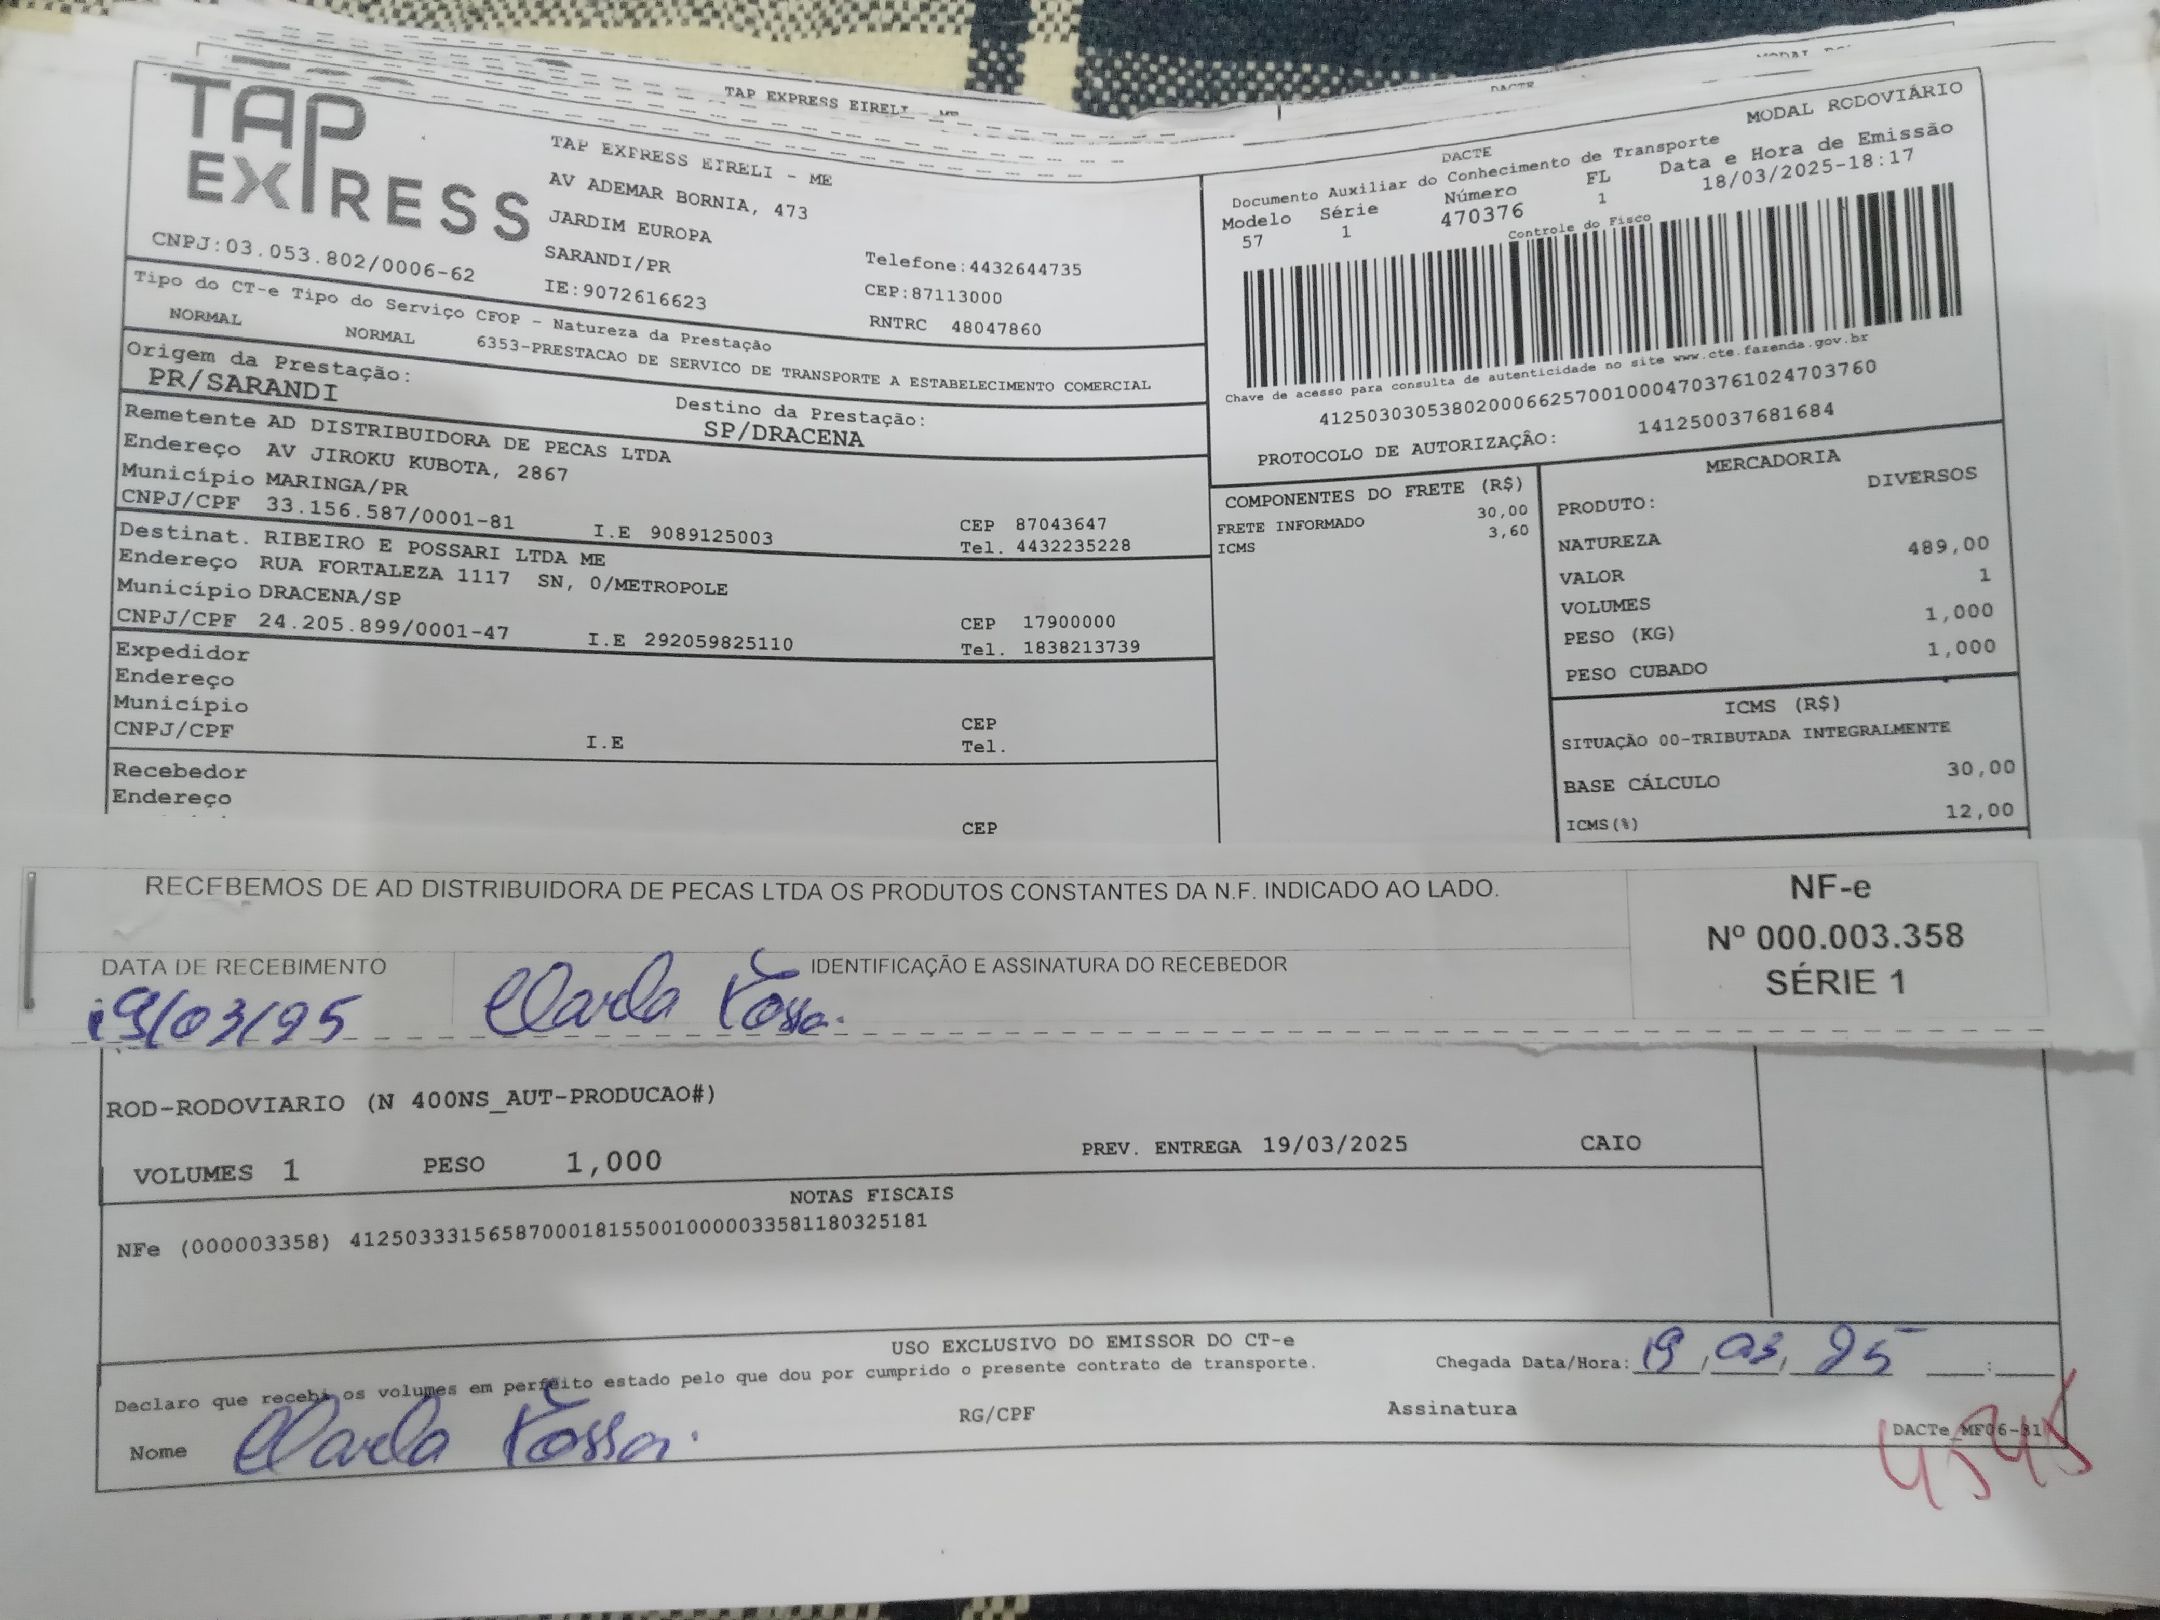 TAP EXPRESS EIRELI - ME
DACTE
TAP
EXPRESS
CNPJ:03.053.802/0006-62
TAP EXPRESS EIRELI - ME
AV ADEMAR BORNIA, 473
JARDIM EUROPA
SARANDI/PR
IE:9072616623
Telefone:4432644735
CEP:87113000
RNTRC 48047860
Tipo do CT-e Tipo do Serviço CFOP - Natureza da Prestação
NORMAL NORMAL 6353-PRESTACAO DE SERVICO DE TRANSPORTE A ESTABELECIMENTO COMERCIAL
Origem da Prestação:
PR/SARANDI
Destino da Prestação:
SP/DRACENA
DACTE
MODAL RODOVIÁRIO
Documento Auxiliar do Conhecimento de Transporte
Modelo Série Número FL Data e Hora de Emissão
57 1 470376 1 18/03/2025-18:17
Controle do Fisco
Chave de acesso para consulta de autenticidade no site www.cte.fazenda.gov.br
41250303053802000662570010004703761024703760
PROTOCOLO DE AUTORIZAÇÃO: 141250037681684
Remetente AD DISTRIBUIDORA DE PECAS LTDA
Endereço AV JIROKU KUBOTA, 2867
Município MARINGA/PR
CEP 87043647
CNPJ/CPF 33.156.587/0001-81 I.E 9089125003 Tel. 4432235228
Destinat. RIBEIRO E POSSARI LTDA ME
Endereço RUA FORTALEZA 1117 SN, 0/METROPOLE
Município DRACENA/SP
CEP 17900000
CNPJ/CPF 24.205.899/0001-47 I.E 292059825110 Tel. 1838213739
Expedidor
Endereço
Município
CEP
CNPJ/CPF I.E Tel.
Recebedor
Endereço
CEP
COMPONENTES DO FRETE (R$)
FRETE INFORMADO 30,00
ICMS 3,60
MERCADORIA
PRODUTO: DIVERSOS
NATUREZA
VALOR 489,00
VOLUMES 1
PESO (KG) 1,000
PESO CUBADO 1,000
ICMS (R$)
SITUAÇÃO 00-TRIBUTADA INTEGRALMENTE
BASE CÁLCULO 30,00
ICMS(%) 12,00
RECEBEMOS DE AD DISTRIBUIDORA DE PECAS LTDA OS PRODUTOS CONSTANTES DA N.F. INDICADO AO LADO.
NF-e
Nº 000.003.358
SÉRIE 1
DATA DE RECEBIMENTO
IDENTIFICAÇÃO E ASSINATURA DO RECEBEDOR
19/03/25
ROD-RODOVIARIO (N 400NS_AUT-PRODUCAO#)
VOLUMES 1 PESO 1,000 PREV. ENTREGA 19/03/2025 CAIO
NOTAS FISCAIS
NFe (000003358) 41250333156587000181550010000033581180325181
USO EXCLUSIVO DO EMISSOR DO CT-e
Declaro que recebi os volumes em perfeito estado pelo que dou por cumprido o presente contrato de transporte.
Chegada Data/Hora: 19/03/25 __:__
Nome
RG/CPF
Assinatura
DACTe_MF06-31